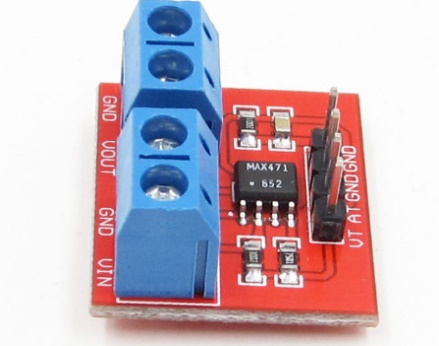 GND
VOUT
GND
VIN
MAX471
852
VT AT GND GND